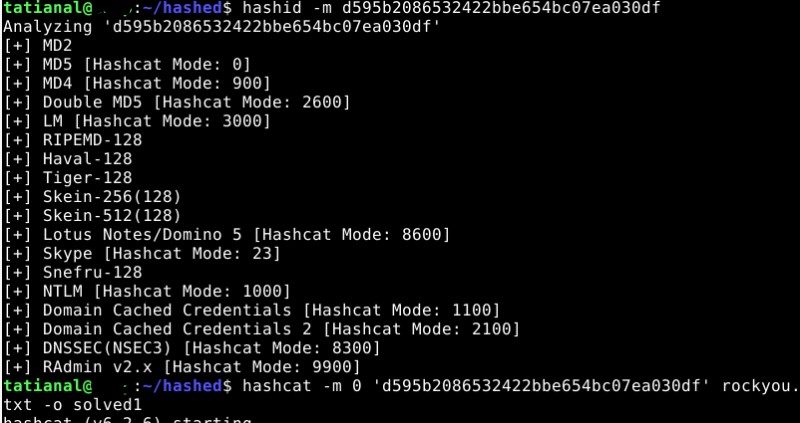 tatianal@ :~/hashed$ hashid -m d595b2086532422bbe654bc07ea030df
Analyzing 'd595b2086532422bbe654bc07ea030df'
[+] MD2
[+] MD5 [Hashcat Mode: 0]
[+] MD4 [Hashcat Mode: 900]
[+] Double MD5 [Hashcat Mode: 2600]
[+] LM [Hashcat Mode: 3000]
[+] RIPEMD-128
[+] Haval-128
[+] Tiger-128
[+] Skein-256(128)
[+] Skein-512(128)
[+] Lotus Notes/Domino 5 [Hashcat Mode: 8600]
[+] Skype [Hashcat Mode: 23]
[+] Snefru-128
[+] NTLM [Hashcat Mode: 1000]
[+] Domain Cached Credentials [Hashcat Mode: 1100]
[+] Domain Cached Credentials 2 [Hashcat Mode: 2100]
[+] DNSSEC(NSEC3) [Hashcat Mode: 8300]
[+] RAdmin v2.x [Hashcat Mode: 9900]
tatianal@ :~/hashed$ hashcat -m 0 'd595b2086532422bbe654bc07ea030df' rockyou.
txt -o solved1
hashcat (v6.2.6) starting